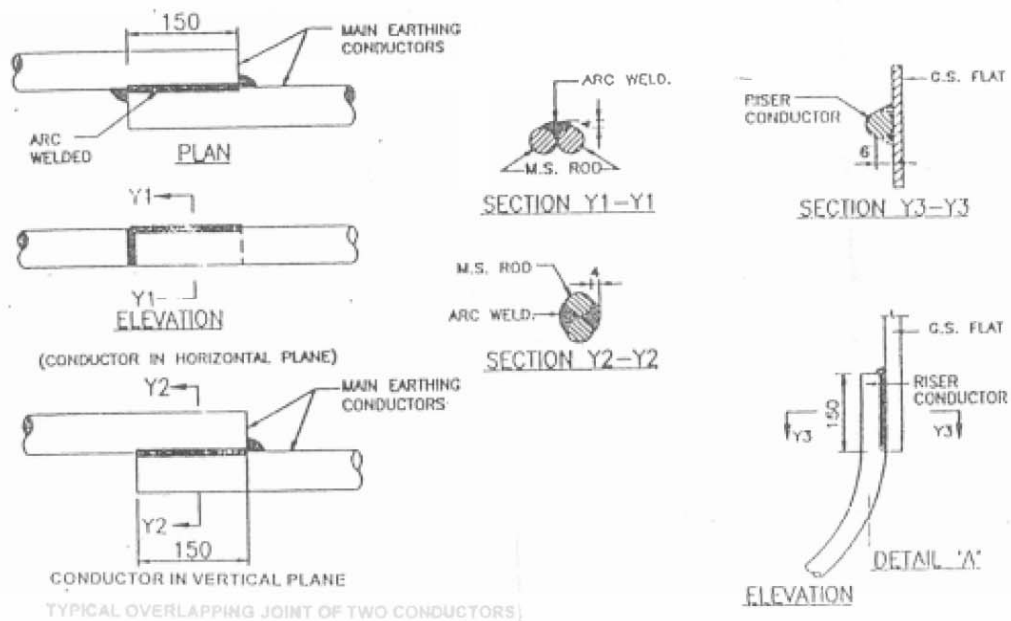 150
MAIN EARTHING
CONDUCTORS
ARC
WELDED
PLAN
Y1
Y1
ELEVATION
(CONDUCTOR IN HORIZONTAL PLANE)
Y2
MAIN EARTHING
CONDUCTORS
Y2
150
CONDUCTOR IN VERTICAL PLANE
TYPICAL OVERLAPPING JOINT OF TWO CONDUCTORS
ARC WELD.
4
M.S. ROD
SECTION Y1-Y1
M.S. ROD
4
ARC WELD.
SECTION Y2-Y2
G.S. FLAT
RISER
CONDUCTOR
6
SECTION Y3-Y3
G.S. FLAT
RISER
CONDUCTOR
150
Y3
Y3
DETAIL 'A'
ELEVATION